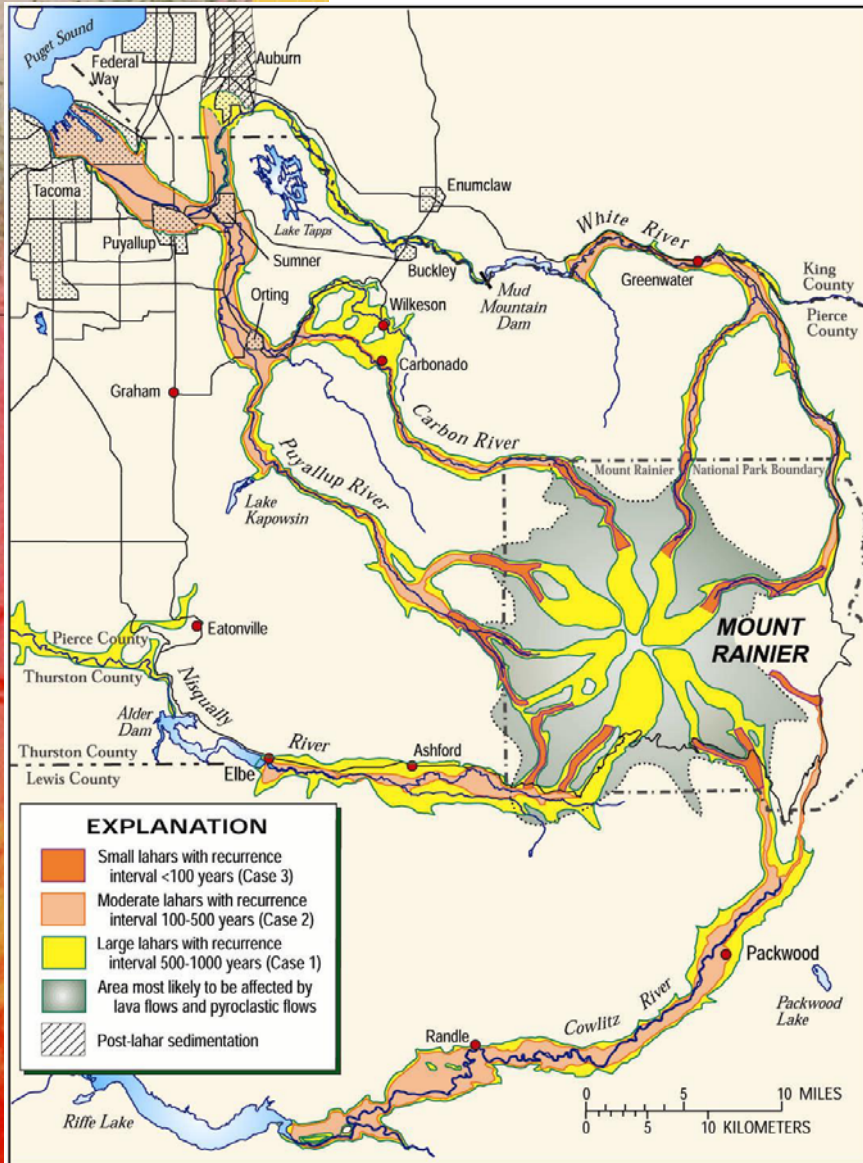 Puget Sound
Federal
Way
Auburn
Tacoma
Puyallup
Lake Tapps
Sumner
Enumclaw
Buckley
White River
Greenwater
King
County
Pierce
County
Mud
Mountain
Dam
Wilkeson
Orting
Carbonado
Graham
Carbon River
Puyallup River
Lake
Kapowsin
Mount Rainier
National Park Boundary
MOUNT
RAINIER
Eatonville
Pierce County
Thurston County
Nisqually
River
Alder
Dam
Thurston County
Lewis County
Elbe
Ashford
EXPLANATION
Small lahars with recurrence
interval <100 years (Case 3)
Moderate lahars with recurrence
interval 100-500 years (Case 2)
Large lahars with recurrence
interval 500-1000 years (Case 1)
Area most likely to be affected by
lava flows and pyroclastic flows
Post-lahar sedimentation
Packwood
Packwood
Lake
Cowlitz River
Randle
Riffe Lake
0 5 10 MILES
0 5 10 KILOMETERS